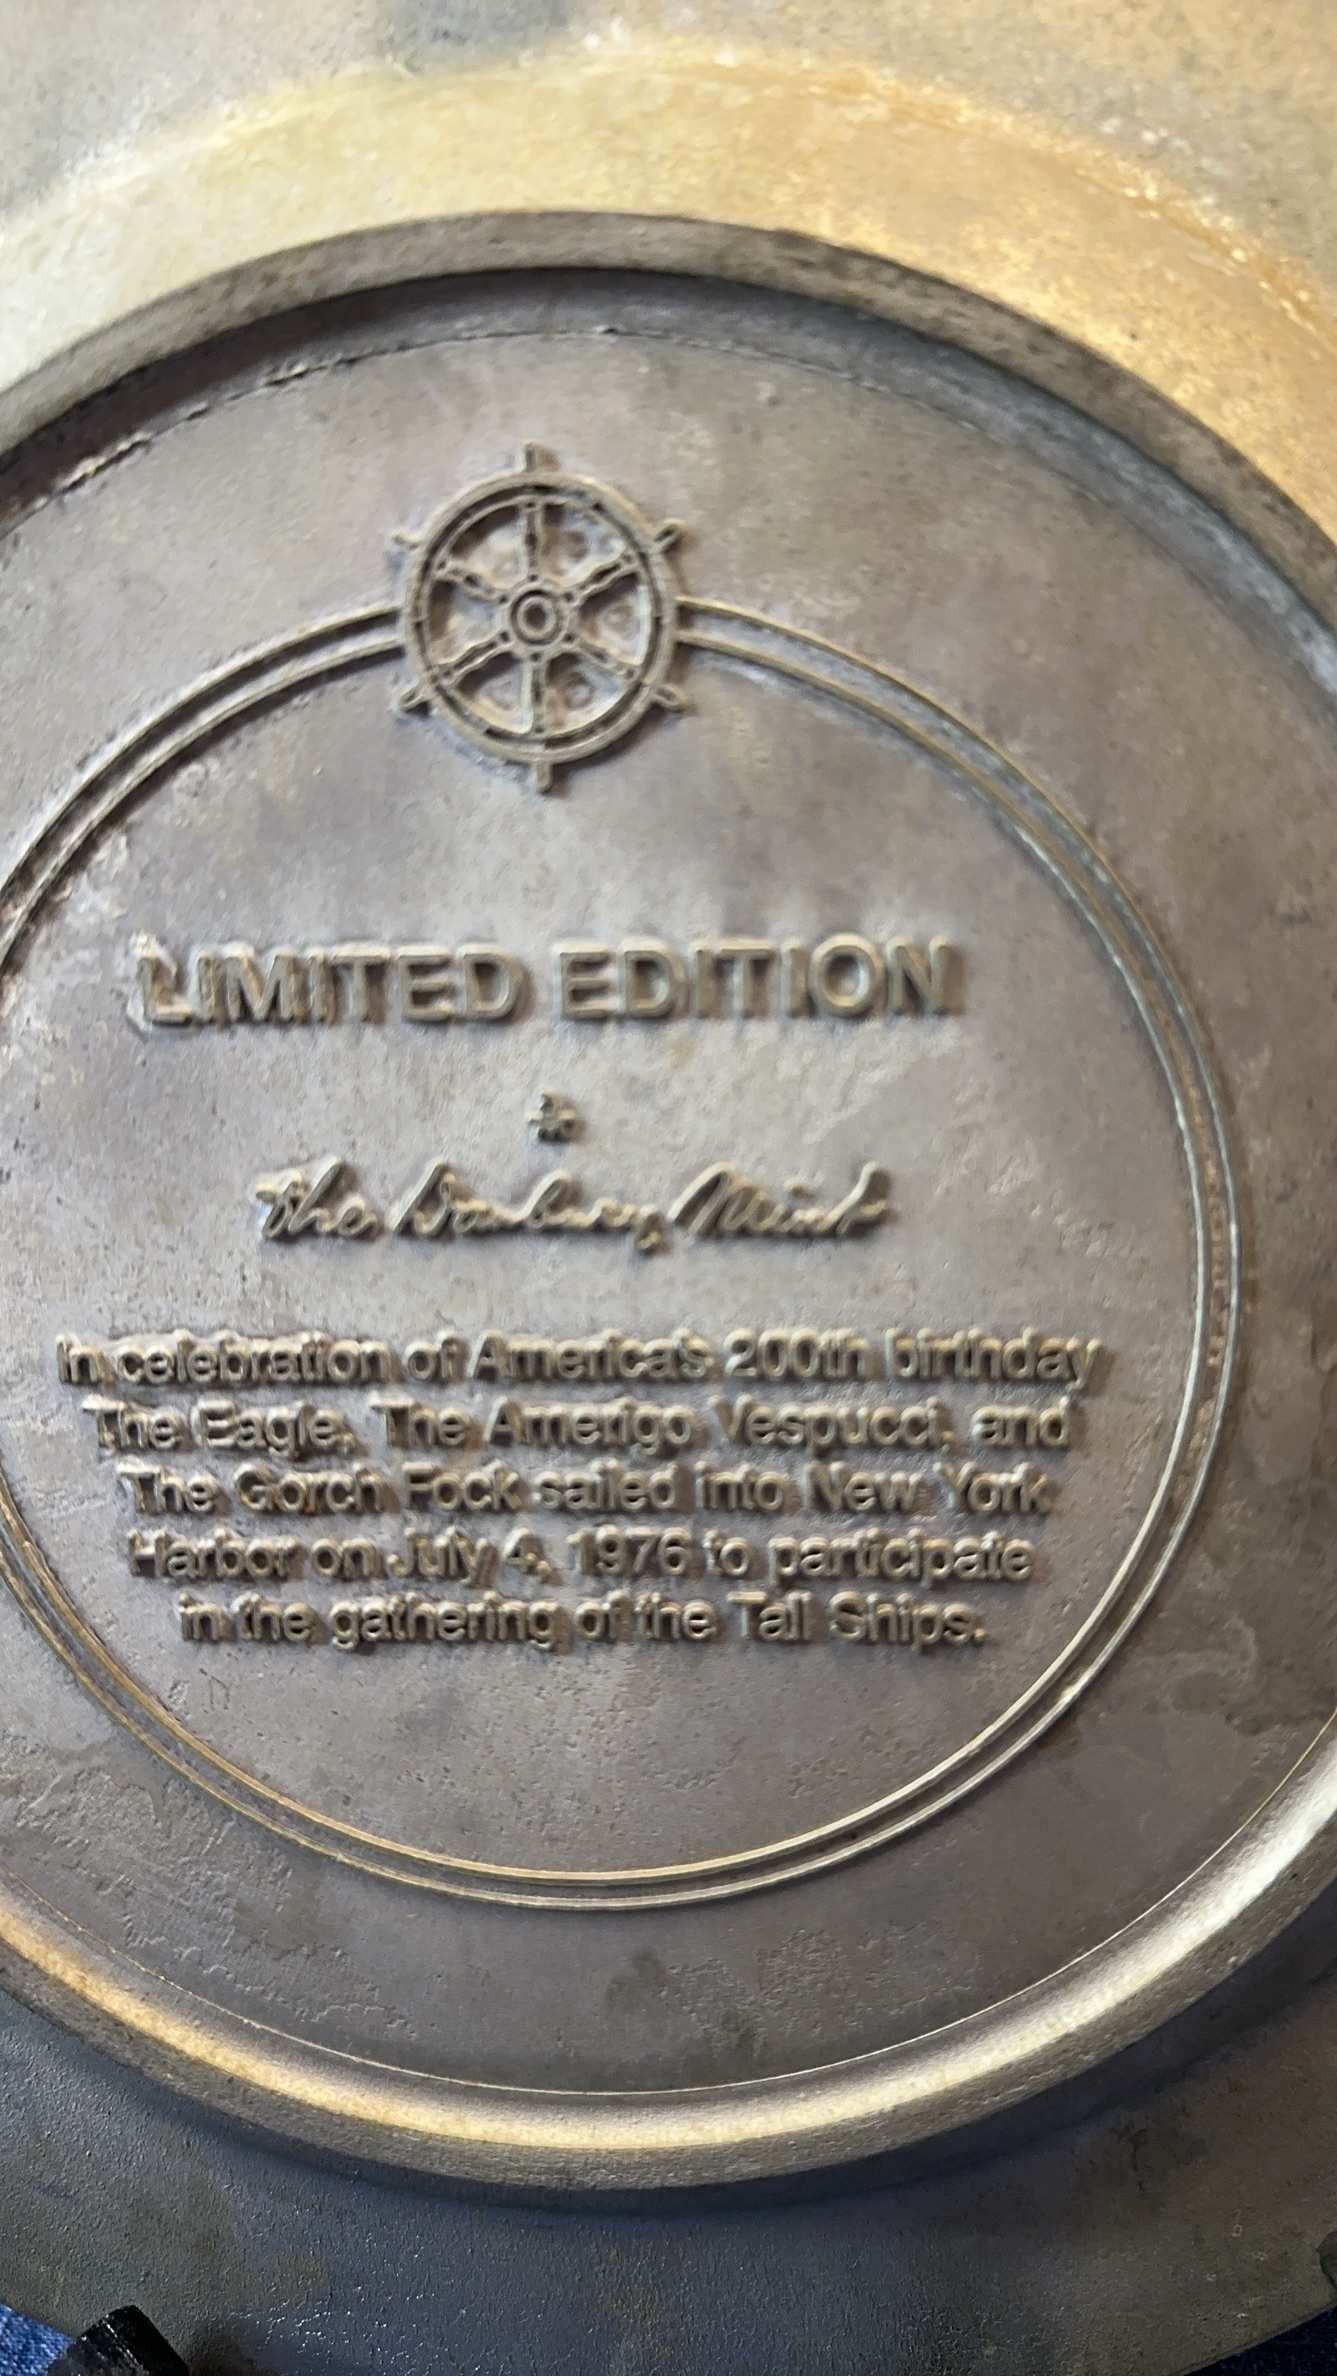 LIMITED EDITION
The Danbury Mint
In celebration of America's 200th birthday
The Eagle, The Amerigo Vespucci, and
The Gorch Fock sailed into New York
Harbor on July 4, 1976 to participate
in the gathering of the Tall Ships.